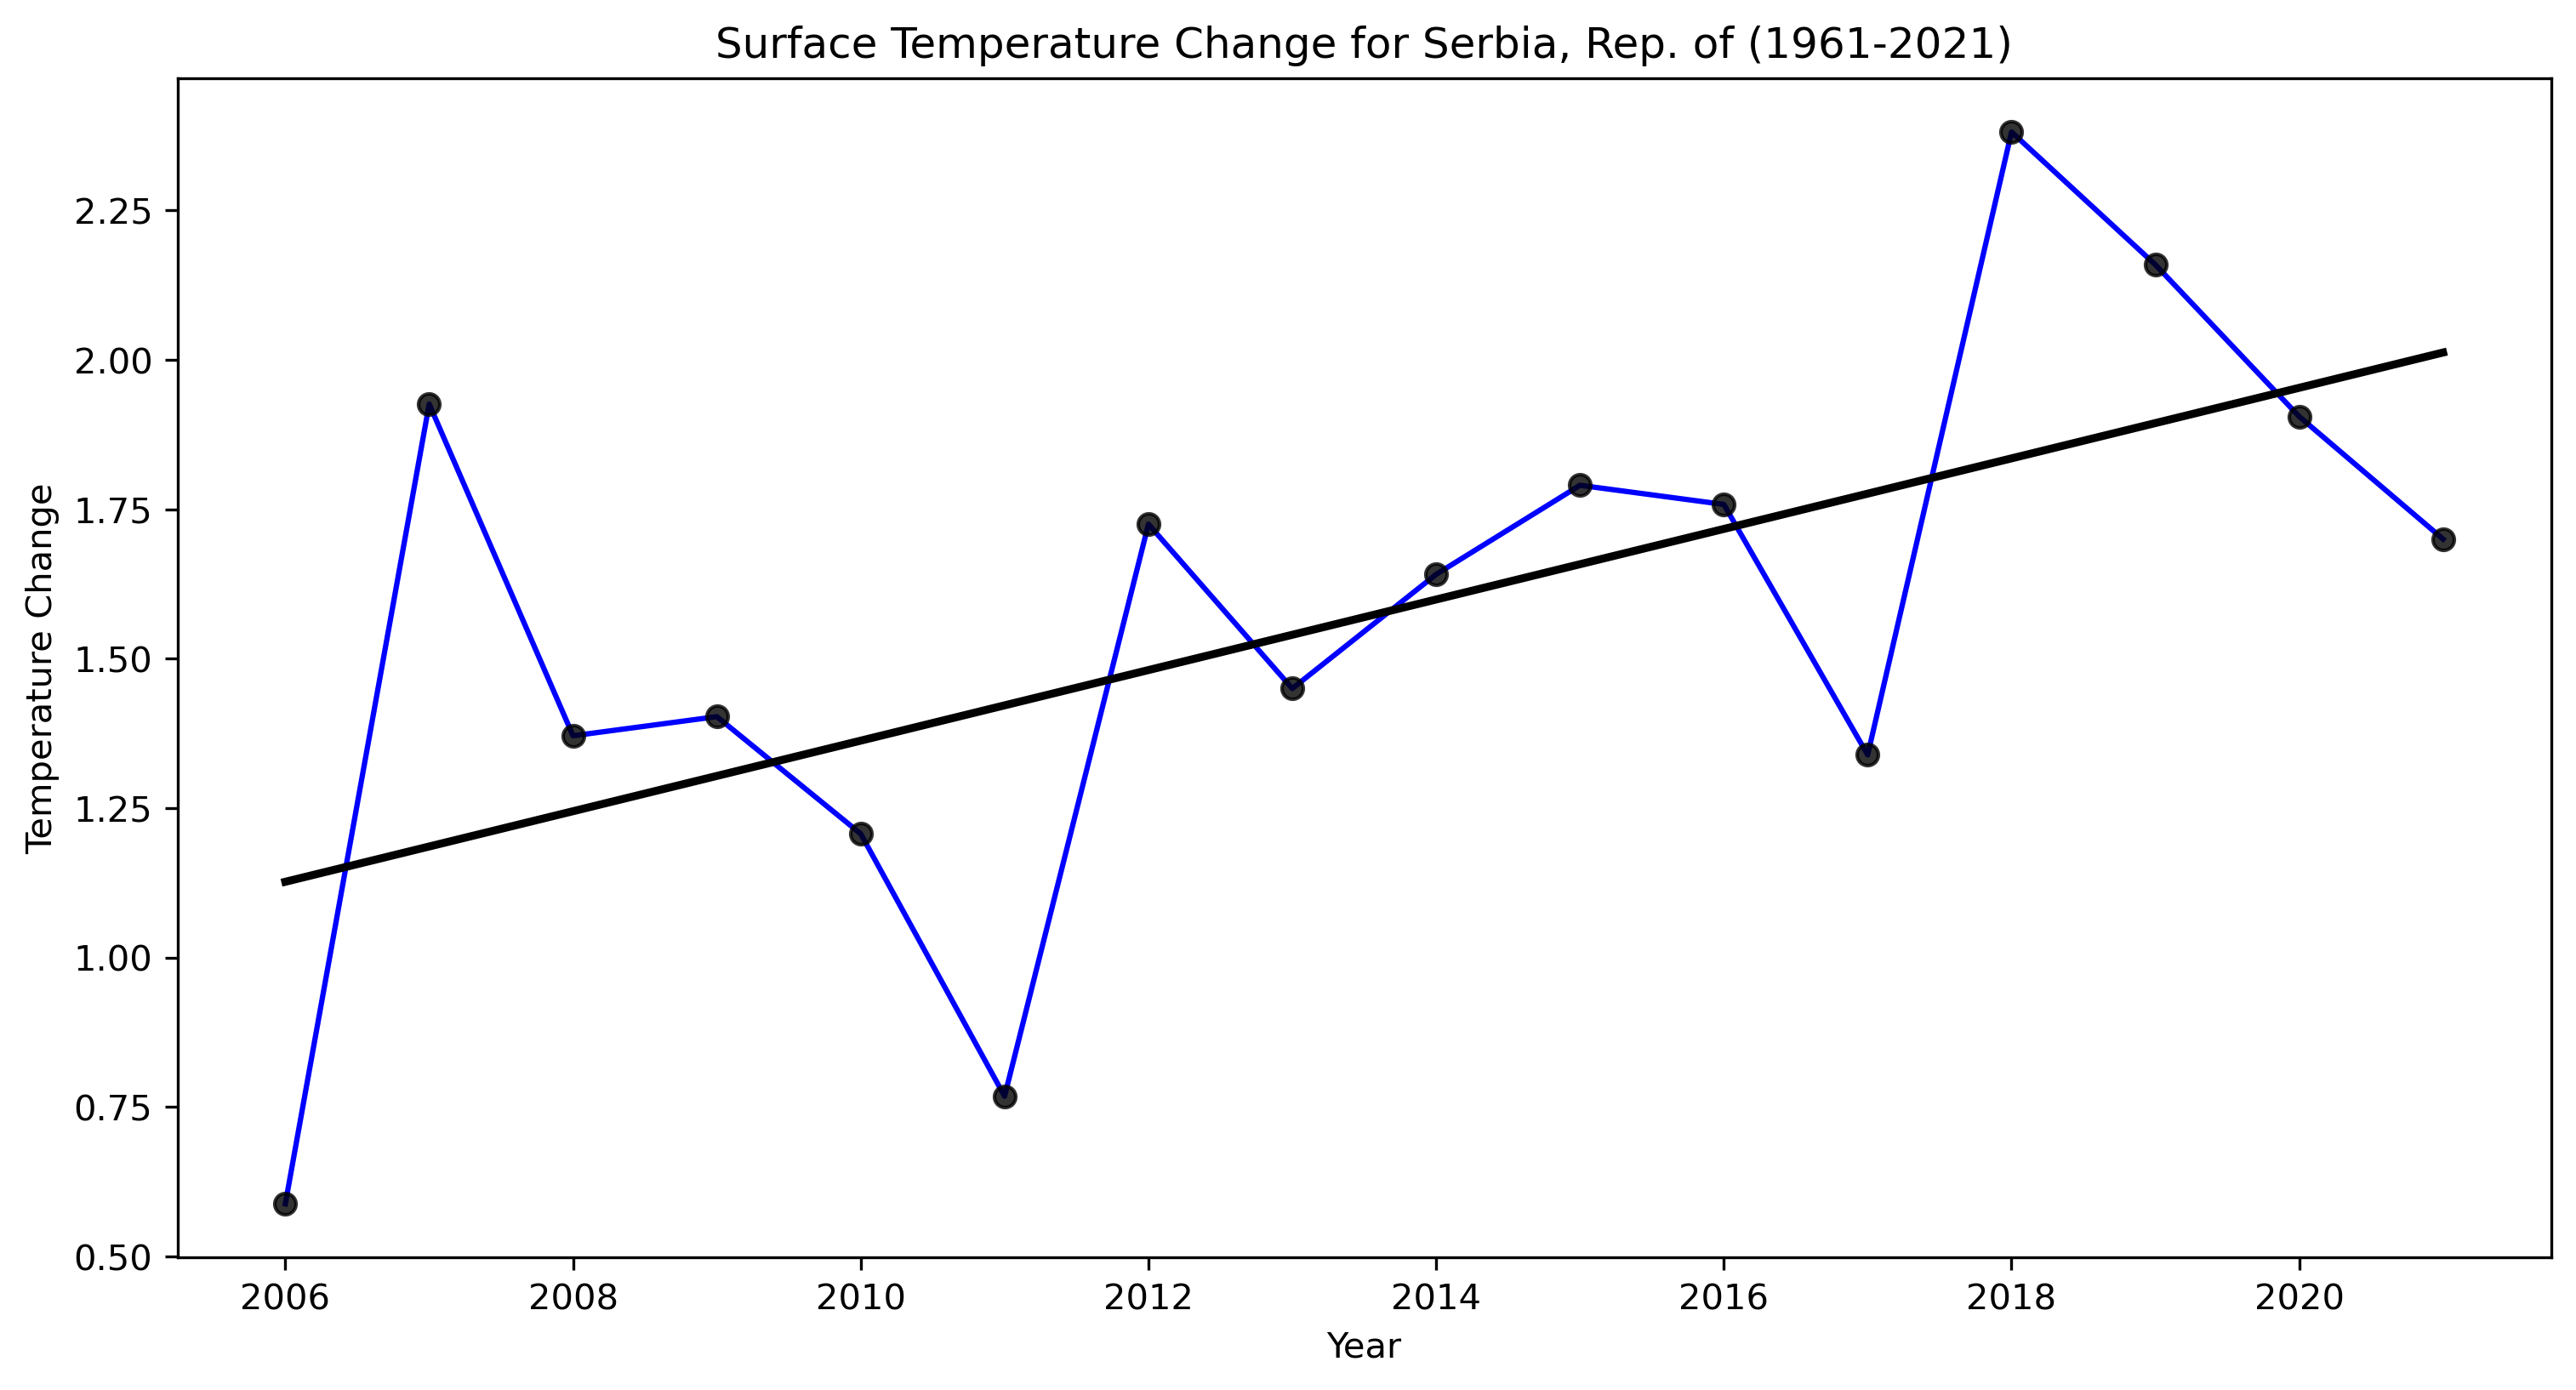 Surface Temperature Change for Serbia, Rep. of (1961-2021)
Temperature Change
2.25
2.00
1.75
1.50
1.25
1.00
0.75
0.50
2006 2008 2010 2012 2014 2016 2018 2020
Year